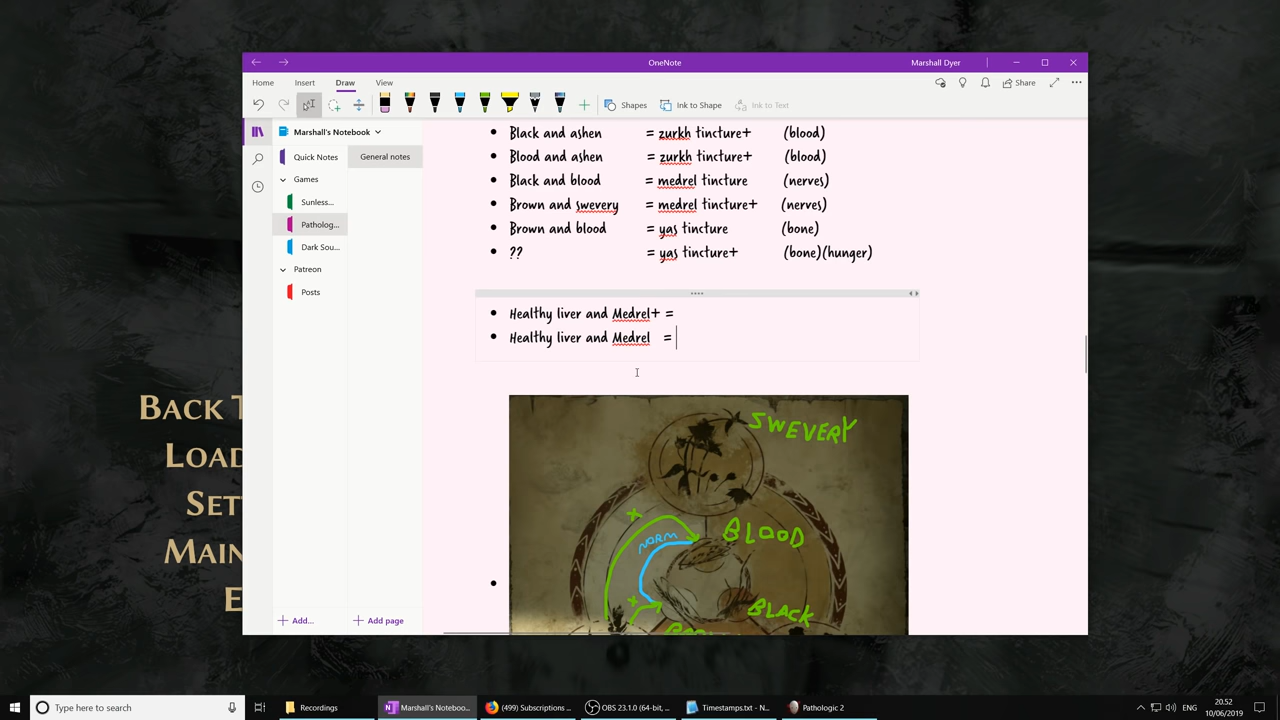 OneNote
Marshall Dyer
Home Insert Draw View
Share
Shapes Ink to Shape Ink to Text
Marshall's Notebook
Quick Notes
Games
Sunless...
Patholog...
Dark Sou...
Patreon
Posts
Add...
General notes
Add page
Black and ashen = zurkh tincture+ (blood)
Blood and ashen = zurkh tincture+ (blood)
Black and blood = medrel tincture (nerves)
Brown and swevery = medrel tincture+ (nerves)
Brown and blood = yas tincture (bone)
?? = yas tincture+ (bone)(hunger)
Healthy liver and Medrel+ =
Healthy liver and Medrel =
SWEVERY
+
NORM
BLOOD
+
BLACK
BACK T
LOAD
SET
MAIN
E
Type here to search
Recordings
Marshall's Noteboo...
(499) Subscriptions ...
OBS 23.1.0 (64-bit, ...
Timestamps.txt - N...
Pathologic 2
ENG
20.52
10/06/2019